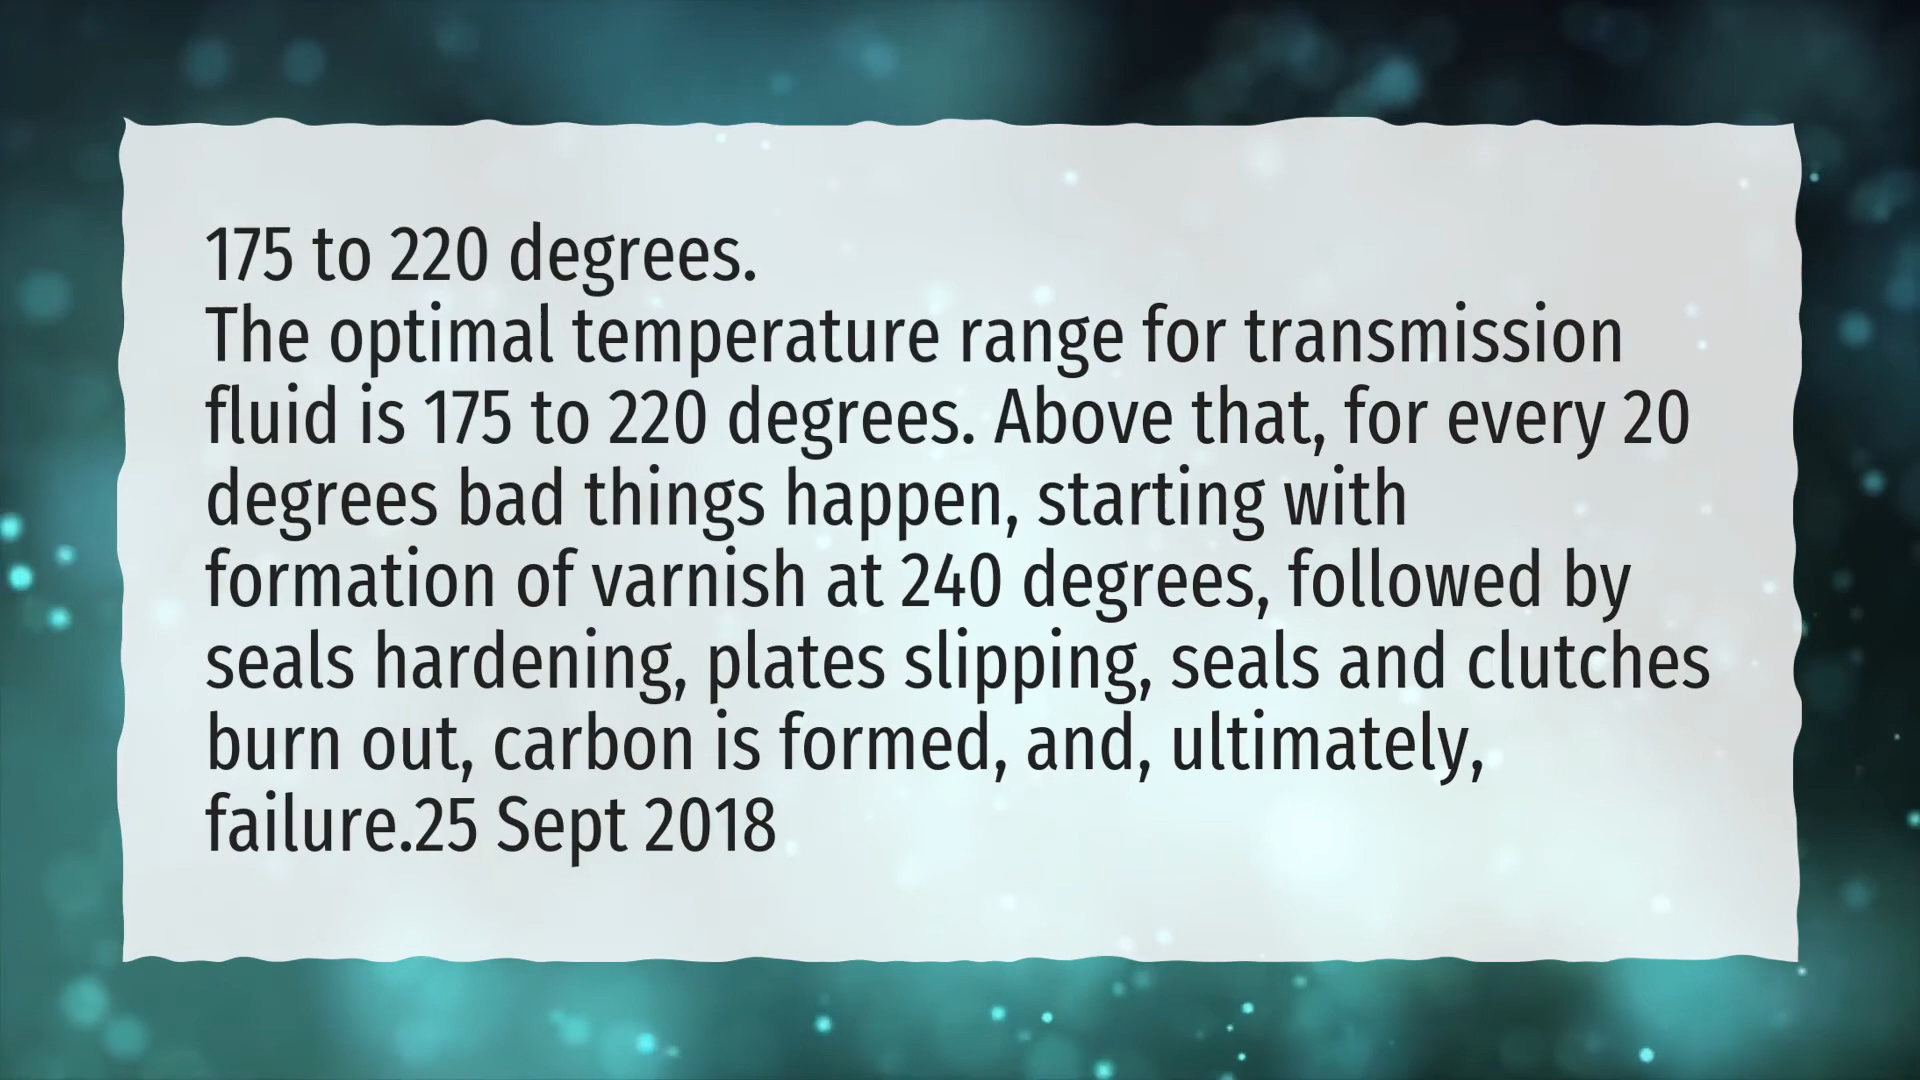 175 to 220 degrees.
The optimal temperature range for transmission
fluid is 175 to 220 degrees. Above that, for every 20
degrees bad things happen, starting with
formation of varnish at 240 degrees, followed by
seals hardening, plates slipping, seals and clutches
burn out, carbon is formed, and, ultimately,
failure.25 Sept 2018